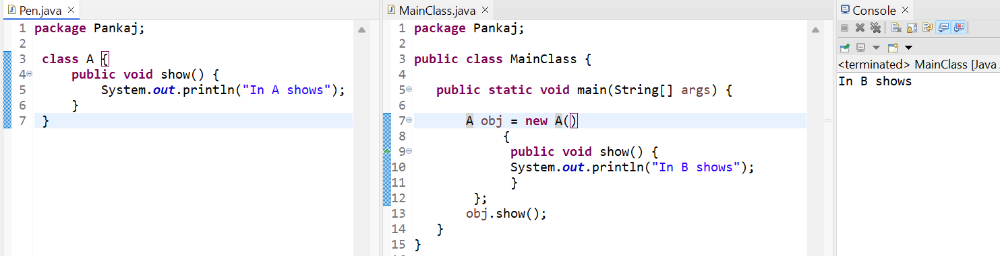 Pen.java
1 package Pankaj;
2
3 class A {
4 public void show() {
5 System.out.println("In A shows");
6 }
7 }
MainClass.java
1 package Pankaj;
2
3 public class MainClass {
4
5 public static void main(String[] args) {
6
7 A obj = new A()
8 {
9 public void show() {
10 System.out.println("In B shows");
11 }
12 };
13 obj.show();
14 }
15 }
Console
<terminated> MainClass [Java
In B shows